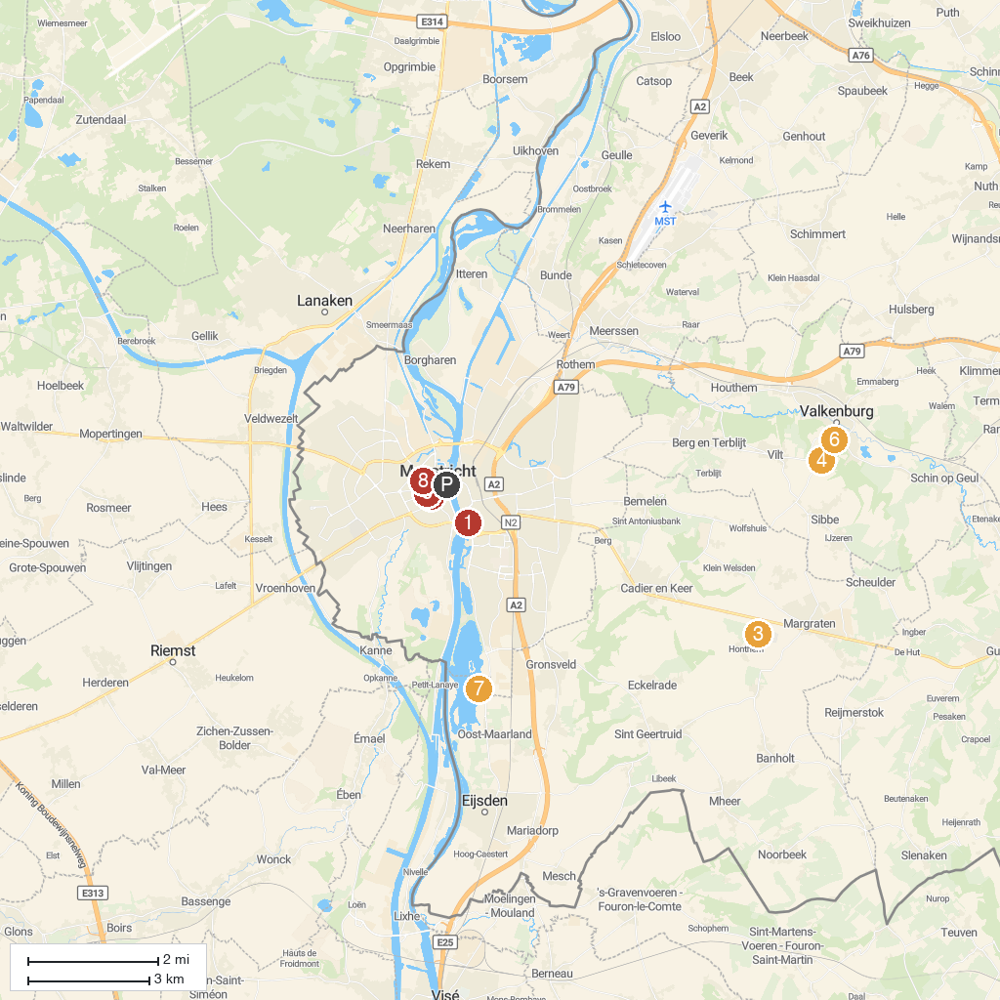 Wiemesmeer
E314
Daalgrimbie
Opgrimbie
Boorsem
Elsloo
Neerbeek
Sweikhuizen
Puth
A76
Catsop
Beek
Spaubeek
Hegge
Papendaal
Zutendaal
A2
Geverik
Genhout
Kelmond
Uikhoven
Geulle
Rekem
Bessemer
Stalken
Oostbroek
Kamp
Nuth
Roelen
Neerharen
Brommelen
MST
Helle
Kasen
Schimmert
Schietecoven
Itteren
Bunde
Waterval
Klein Haasdal
Lanaken
Hulsberg
Smeermaas
Gellik
Berebroek
Weert
Meerssen
Raar
A79
Borgharen
Rothem
Briegden
Emmaberg
Heek
Hoelbeek
A79
Houthem
Walem
Valkenburg
Veldwezelt
Waltwilder
Mopertingen
Berg en Terblijt
6
Vilt
4
8
P
A2
Terblijt
Schin op Geul
Berg
Rosmeer
Hees
Bemelen
1
N2
Sint Antoniusbank
Sibbe
Wolfshuis
IJzeren
Kesselt
Berg
Grote-Spouwen
Vlijtingen
Klein Welsden
Lafelt
Vroenhoven
Cadier en Keer
Scheulder
A2
Margraten
3
Honthem
Ingber
De Hut
Riemst
Kanne
Gronsveld
Herderen
Heukelom
Opkanne
Petit-Lanaye
7
Eckelrade
Euverem
Reijmerstok
Pesaken
Zichen-Zussen-
Bolder
Émael
Oost-Maarland
Sint Geertruid
Crapoel
Banholt
Val-Meer
Millen
Libeek
Koning Boudewijnsnelweg
Eben
Eijsden
Mheer
Beutenaken
Mariadorp
Heijenrath
Elst
Wonck
Hoog-Caestert
Noorbeek
Slenaken
Nivelle
Mesch
E313
Bassenge
Loën
Moelingen
- Mouland
's-Gravenvoeren -
Fouron-le-Comte
Nurop
Glons
Boirs
Lixhe
Schophem
Sint-Martens-
Voeren - Fouron-
Saint-Martin
Teuven
E25
2 mi
3 km
Hauts de
Froidmont
Berneau
Visé
Daal